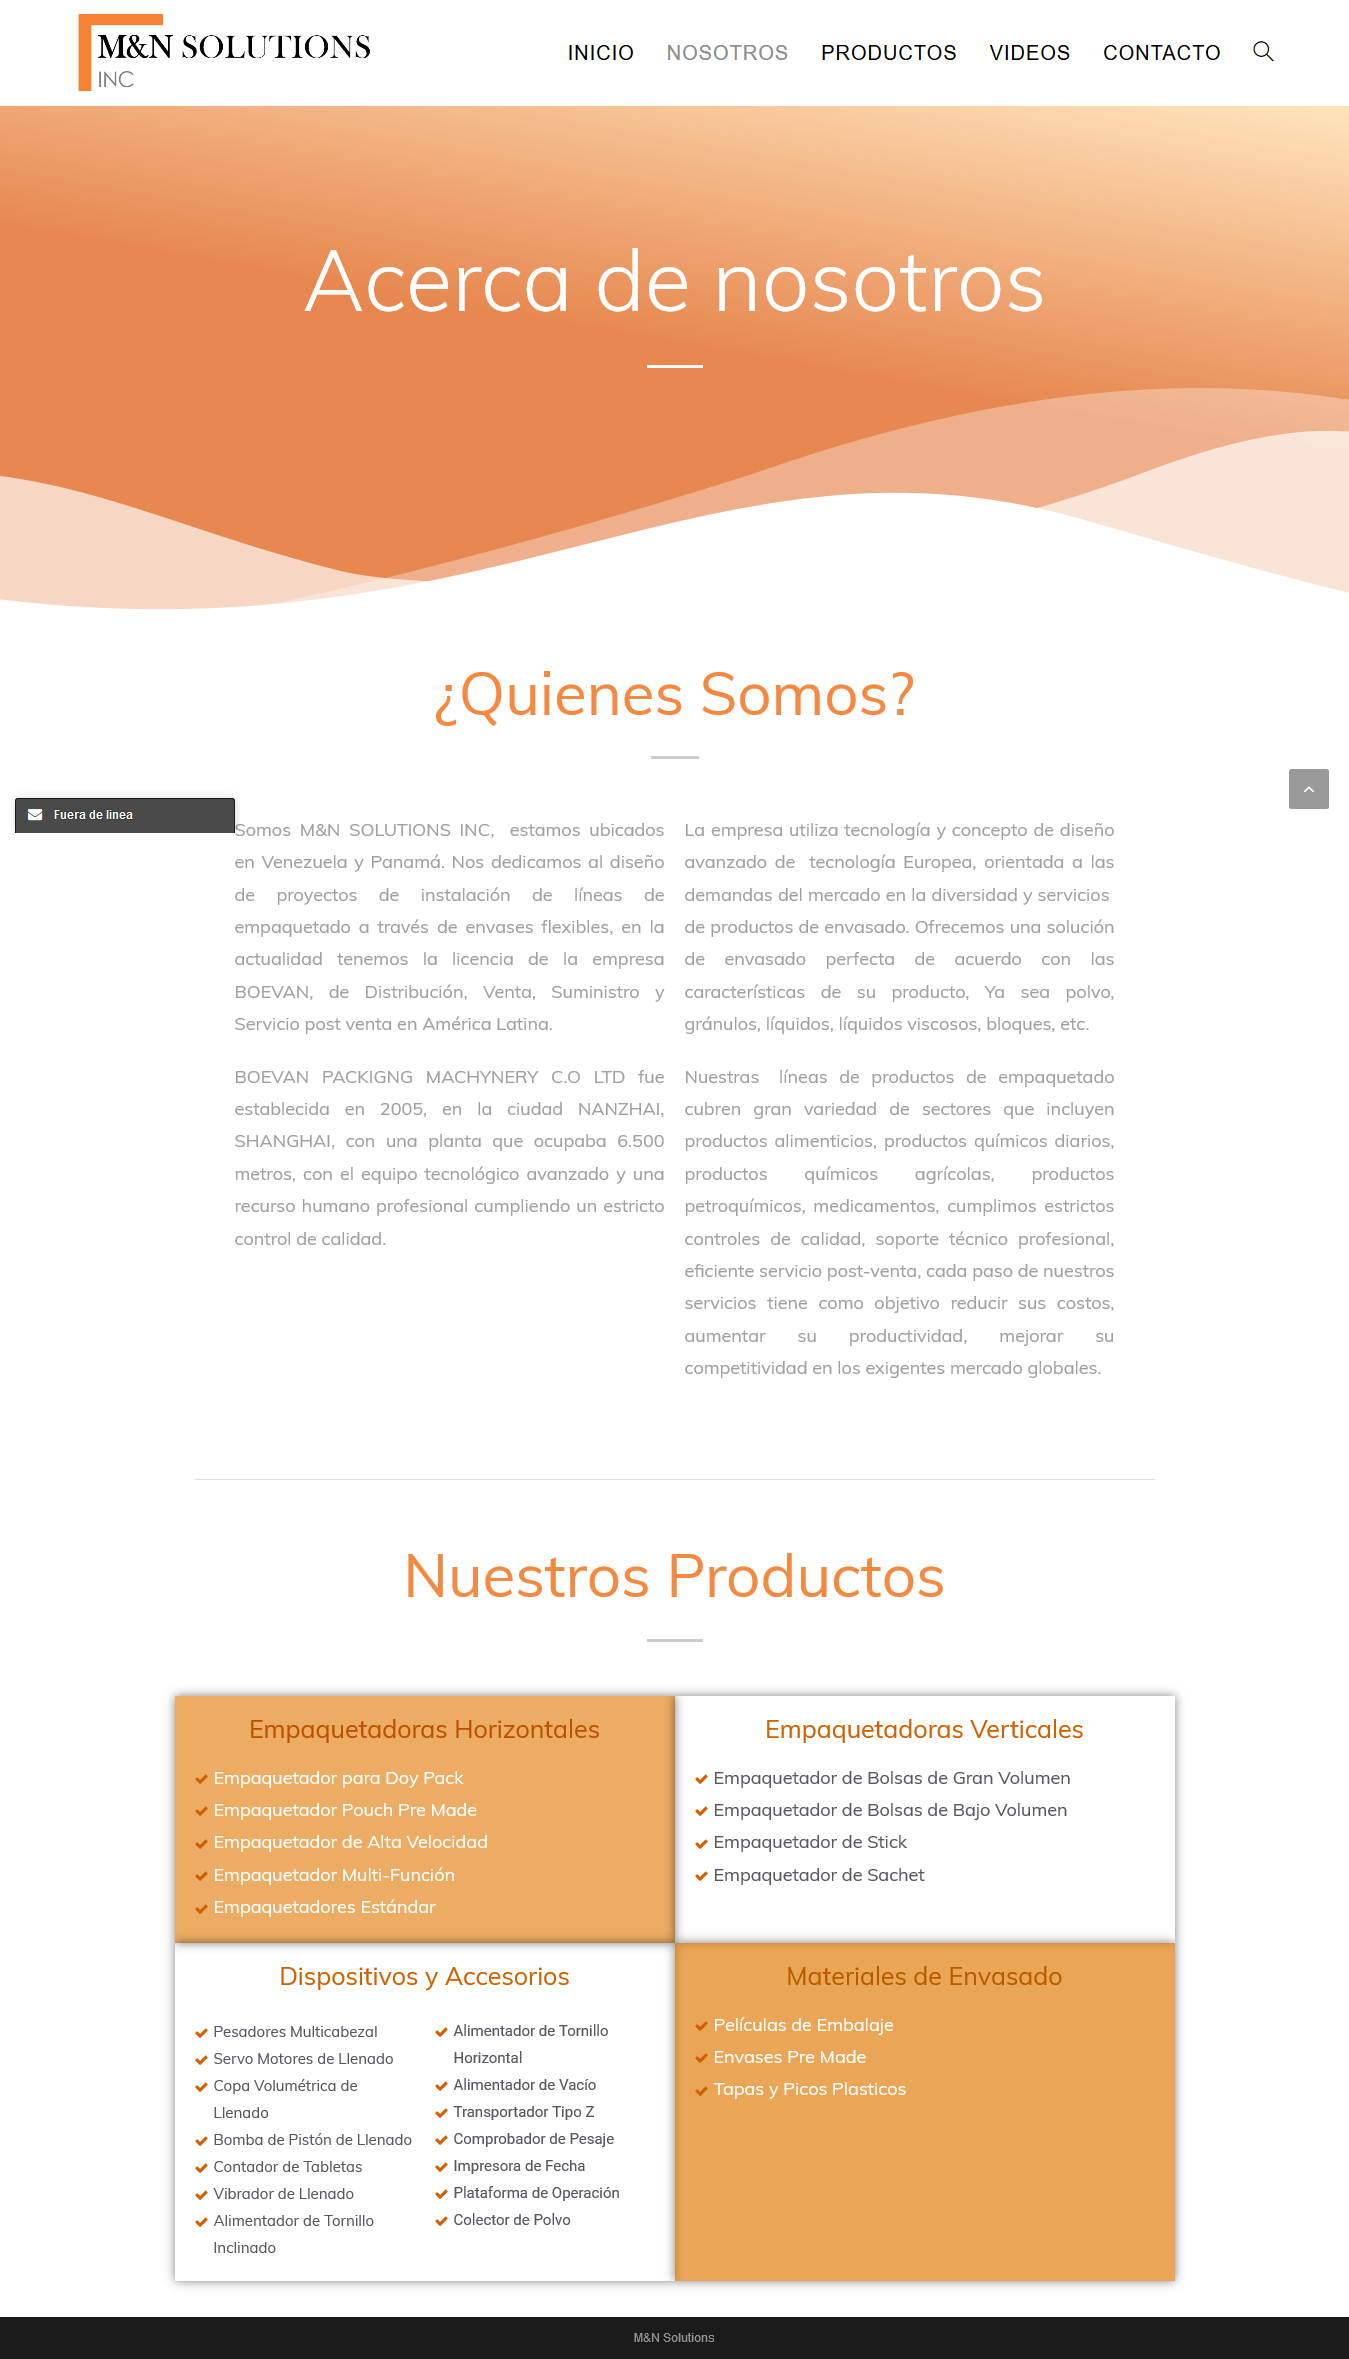 M&N SOLUTIONS
INC
INICIO NOSOTROS PRODUCTOS VIDEOS CONTACTO
Acerca de nosotros
¿Quienes Somos?
Fuera de linea
Somos M&N SOLUTIONS INC, estamos ubicados
en Venezuela y Panamá. Nos dedicamos al diseño
de proyectos de instalación de líneas de
empaquetado a través de envases flexibles, en la
actualidad tenemos la licencia de la empresa
BOEVAN, de Distribución, Venta, Suministro y
Servicio post venta en América Latina.
BOEVAN PACKIGNG MACHYNERY C.O LTD fue
establecida en 2005, en la ciudad NANZHAI,
SHANGHAI, con una planta que ocupaba 6.500
metros, con el equipo tecnológico avanzado y una
recurso humano profesional cumpliendo un estricto
control de calidad.
La empresa utiliza tecnología y concepto de diseño
avanzado de tecnología Europea, orientada a las
demandas del mercado en la diversidad y servicios
de productos de envasado. Ofrecemos una solución
de envasado perfecta de acuerdo con las
características de su producto, Ya sea polvo,
gránulos, líquidos, líquidos viscosos, bloques, etc.
Nuestras líneas de productos de empaquetado
cubren gran variedad de sectores que incluyen
productos alimenticios, productos químicos diarios,
productos químicos agrícolas, productos
petroquímicos, medicamentos, cumplimos estrictos
controles de calidad, soporte técnico profesional,
eficiente servicio post-venta, cada paso de nuestros
servicios tiene como objetivo reducir sus costos,
aumentar su productividad, mejorar su
competitividad en los exigentes mercado globales.
Nuestros Productos
Empaquetadoras Horizontales
Empaquetador para Doy Pack
Empaquetador Pouch Pre Made
Empaquetador de Alta Velocidad
Empaquetador Multi-Función
Empaquetadores Estándar
Empaquetadoras Verticales
Empaquetador de Bolsas de Gran Volumen
Empaquetador de Bolsas de Bajo Volumen
Empaquetador de Stick
Empaquetador de Sachet
Dispositivos y Accesorios
Pesadores Multicabezal
Servo Motores de Llenado
Copa Volumétrica de
Llenado
Bomba de Pistón de Llenado
Contador de Tabletas
Vibrador de Llenado
Alimentador de Tornillo
Inclinado
Alimentador de Tornillo
Horizontal
Alimentador de Vacío
Transportador Tipo Z
Comprobador de Pesaje
Impresora de Fecha
Plataforma de Operación
Colector de Polvo
Materiales de Envasado
Películas de Embalaje
Envases Pre Made
Tapas y Picos Plasticos
M&N Solutions